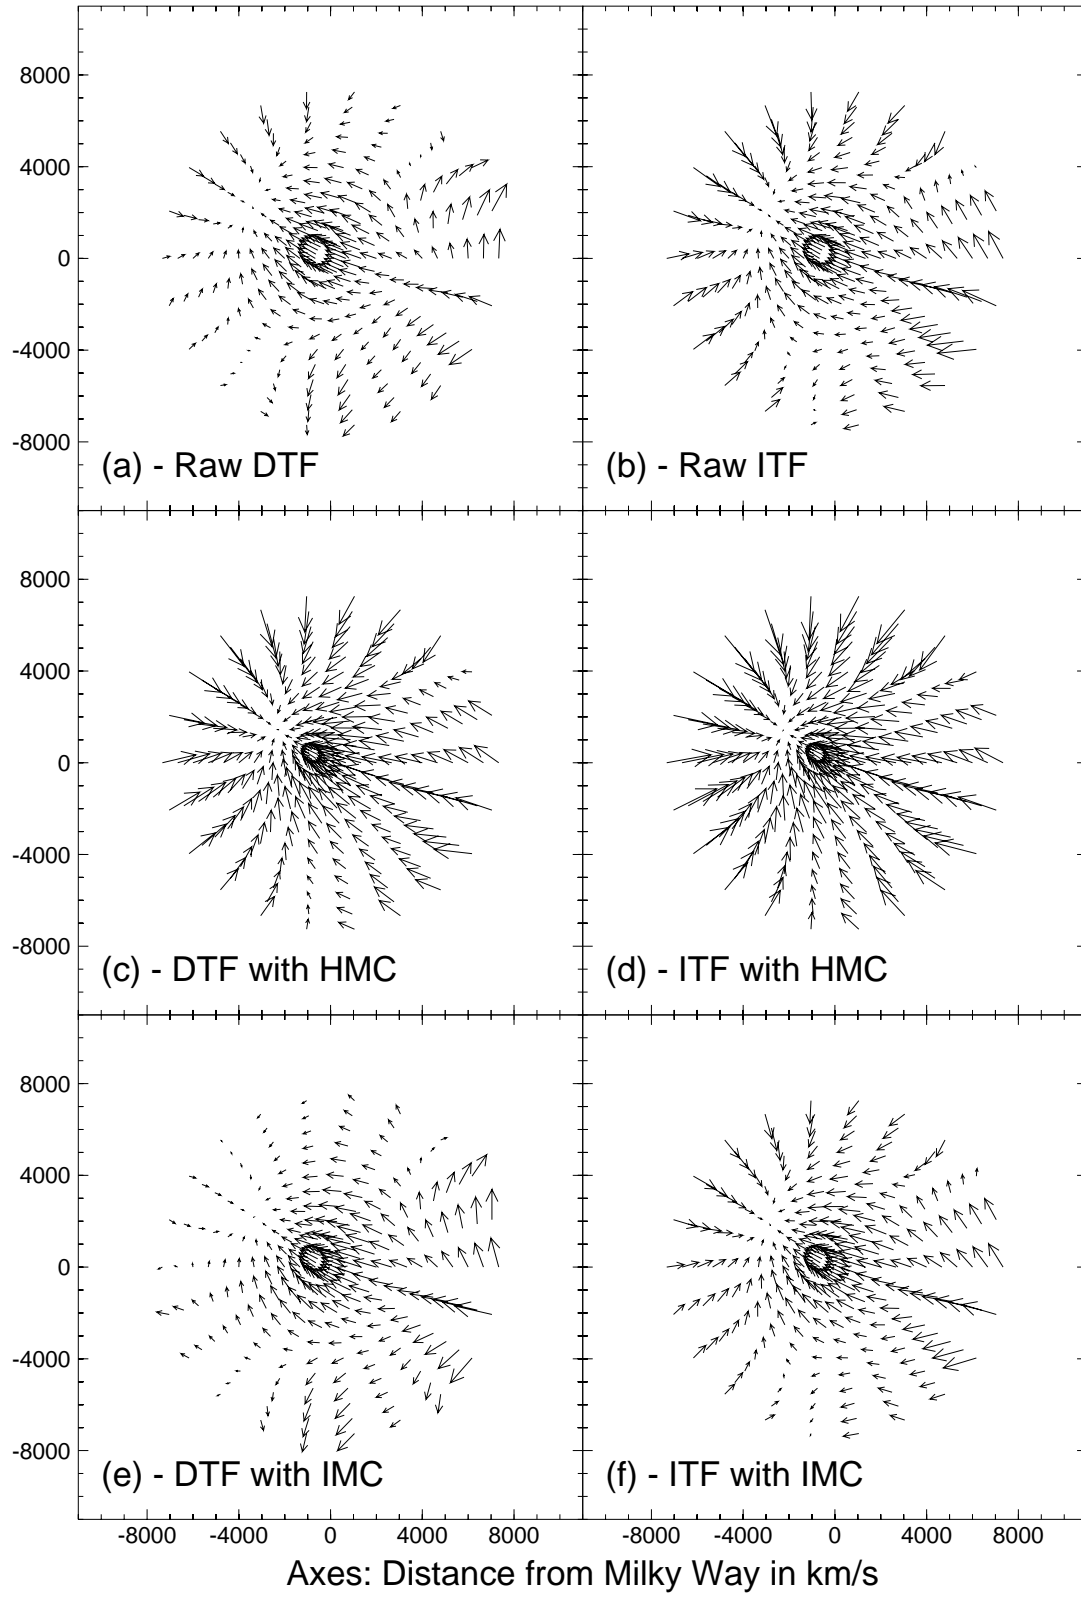 8000
4000
0
-4000
-8000
(a) - Raw DTF
(b) - Raw ITF
8000
4000
0
-4000
-8000
(c) - DTF with HMC
(d) - ITF with HMC
8000
4000
0
-4000
-8000
(e) - DTF with IMC
(f) - ITF with IMC
-8000 -4000 0 4000 8000 -8000 -4000 0 4000 8000
Axes: Distance from Milky Way in km/s